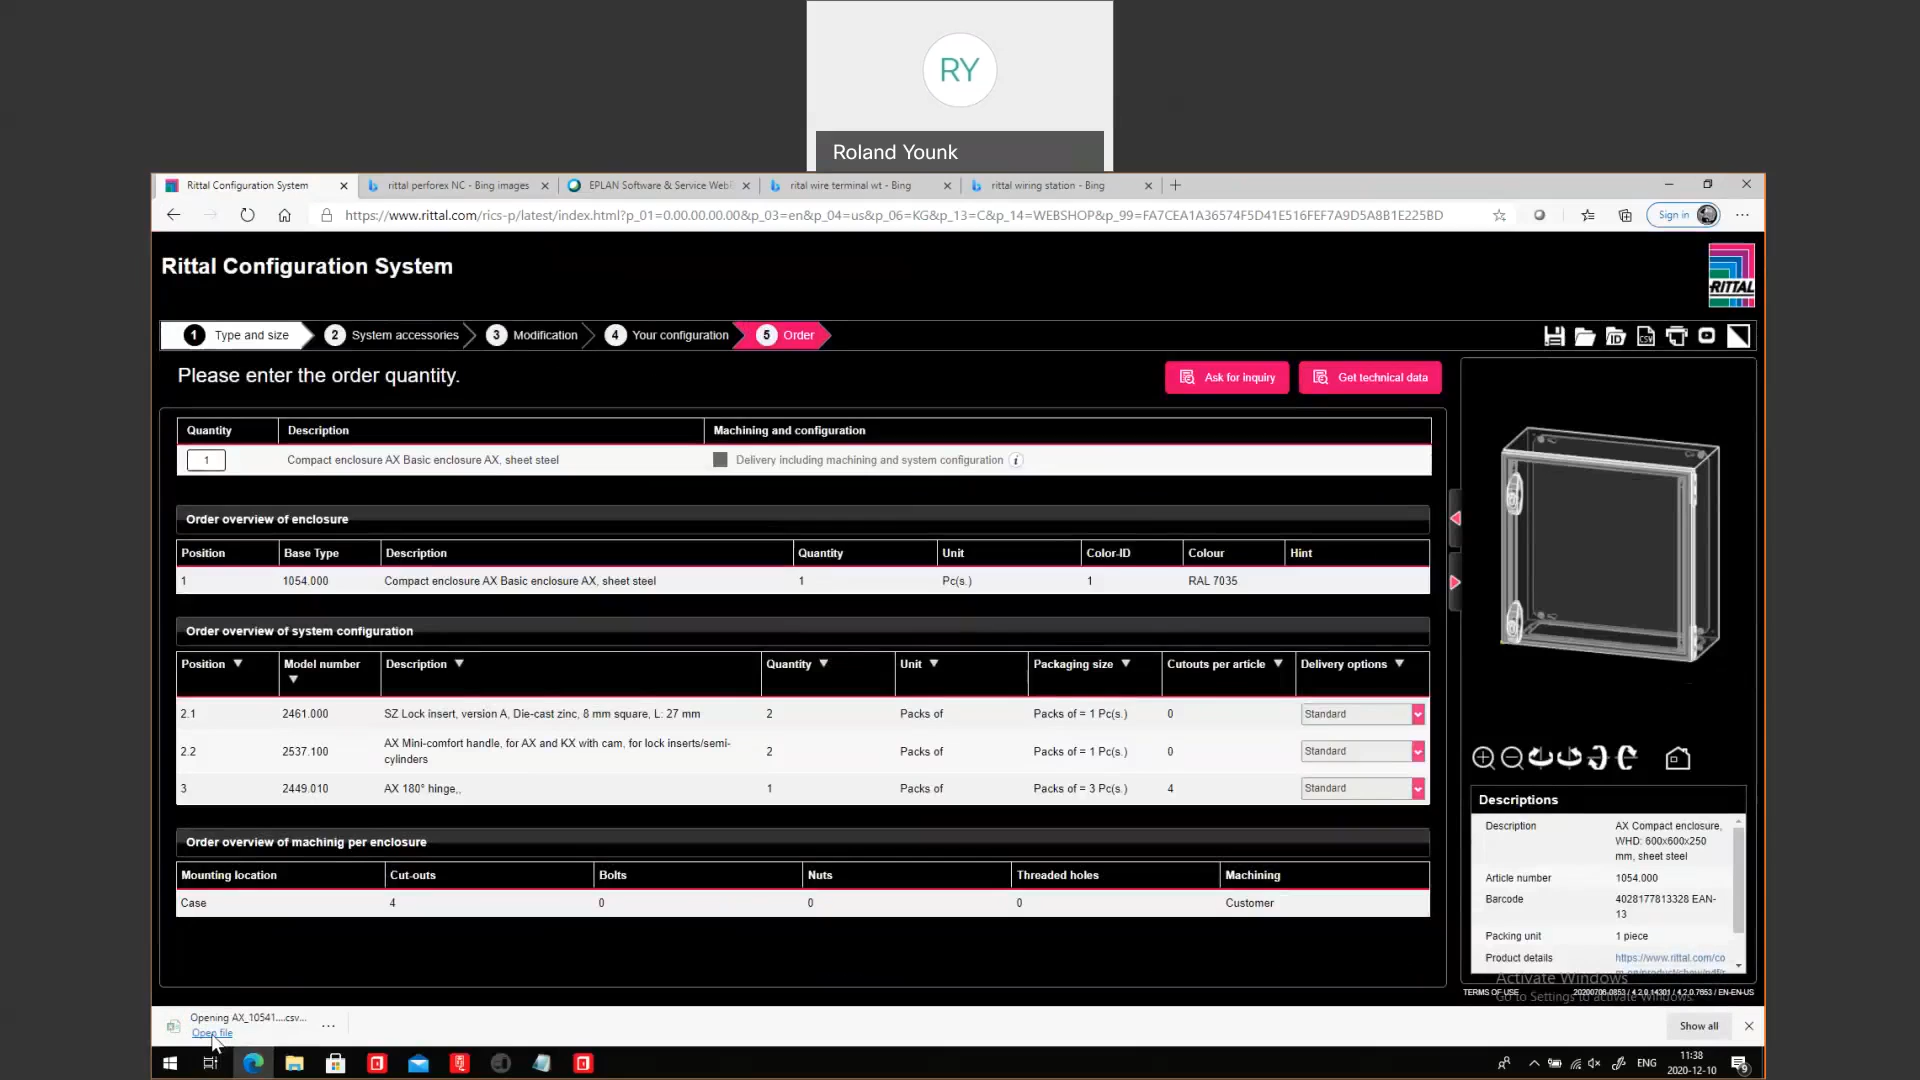 RY
Roland Younk
Rittal Configuration System
rittal perforex NC - Bing images
EPLAN Software & Service Webi
rital wire terminal wt - Bing
rittal wiring station - Bing
https://www.rittal.com/rics-p/latest/index.html?p_01=0.00.00.00.00&p_03=en&p_04=us&p_06=KG&p_13=C&p_14=WEBSHOP&p_99=FA7CEA1A36574F5D41E516FEF7A9D5A8B1E225BD
Sign in
Rittal Configuration System
RITTAL
1 Type and size
2 System accessories
3 Modification
4 Your configuration
5 Order
ID
CSV
Please enter the order quantity.
Ask for inquiry
Get technical data
Quantity Description Machining and configuration
1 Compact enclosure AX Basic enclosure AX, sheet steel Delivery including machining and system configuration i
Order overview of enclosure
Position Base Type Description Quantity Unit Color-ID Colour Hint
1 1054.000 Compact enclosure AX Basic enclosure AX, sheet steel 1 Pc(s.) 1 RAL 7035
Order overview of system configuration
Position ▼ Model number ▼ Description ▼ Quantity ▼ Unit ▼ Packaging size ▼ Cutouts per article ▼ Delivery options ▼
2.1 2461.000 SZ Lock insert, version A, Die-cast zinc, 8 mm square, L: 27 mm 2 Packs of Packs of = 1 Pc(s.) 0 Standard
2.2 2537.100 AX Mini-comfort handle, for AX and KX with cam, for lock inserts/semi-
cylinders 2 Packs of Packs of = 1 Pc(s.) 0 Standard
3 2449.010 AX 180° hinge,, 1 Packs of Packs of = 3 Pc(s.) 4 Standard
Order overview of machinig per enclosure
Mounting location Cut-outs Bolts Nuts Threaded holes Machining
Case 4 0 0 0 Customer
Descriptions
Description AX Compact enclosure,
WHD: 600x600x250
mm, sheet steel
Article number 1054.000
Barcode 4028177813328 EAN-
13
Packing unit 1 piece
Product details https://www.rittal.com/co
Activate Windows
Go to Settings to activate Windows.
TERMS OF USE
Opening AX_10541....csv...
Open file
Show all
ENG
11:38
2020-12-10